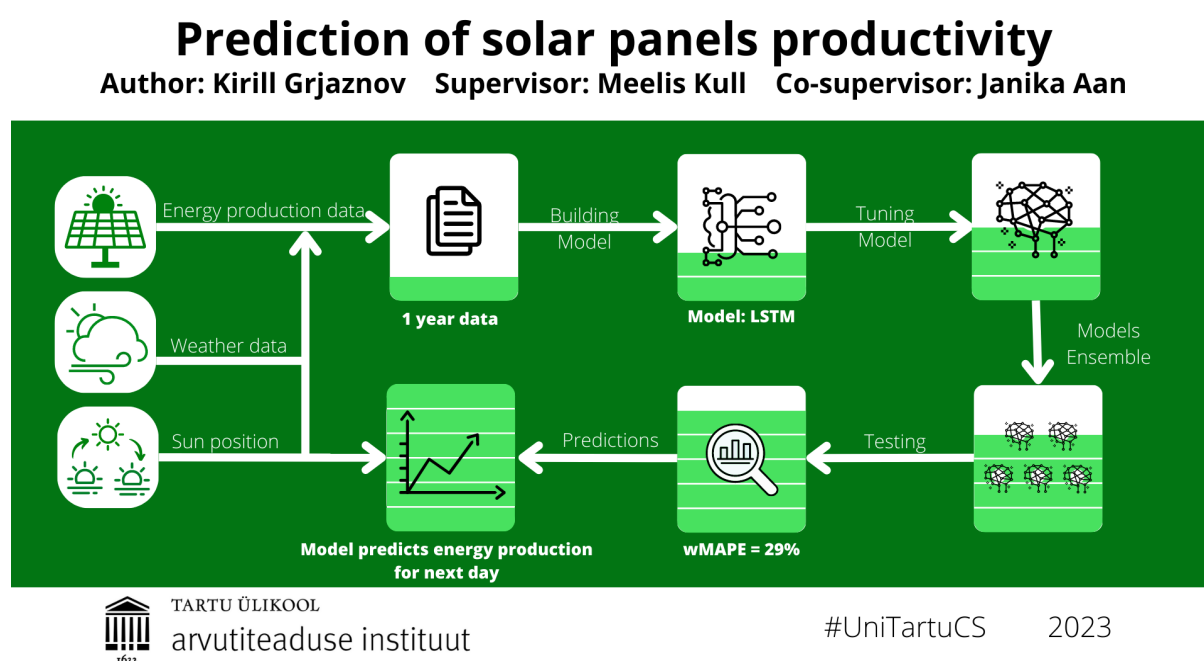 Prediction of solar panels productivity
Author: Kirill Grjaznov Supervisor: Meelis Kull Co-supervisor: Janika Aan
Energy production data
Building
Model
Tuning
Model
1 year data
Model: LSTM
Models
Ensemble
Weather data
Sun position
Predictions
Testing
Model predicts energy production
for next day
wMAPE = 29%
TARTU ÜLIKOOL
arvutiteaduse instituut
1632
#UniTartuCS 2023